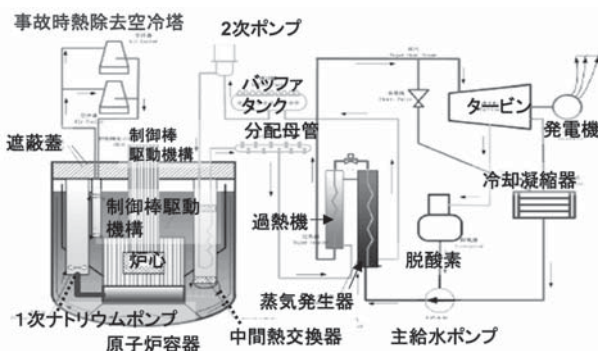 事故時熱除去空冷塔
2次ポンプ
バッファ
タンク
分配母管
タービン
発電機
遮蔽蓋
制御棒
駆動機構
制御棒駆動
機構
炉心
過熱機
冷却凝縮器
脱酸素
蒸気発生器
1次ナトリウムポンプ
原子炉容器
中間熱交換器
主給水ポンプ